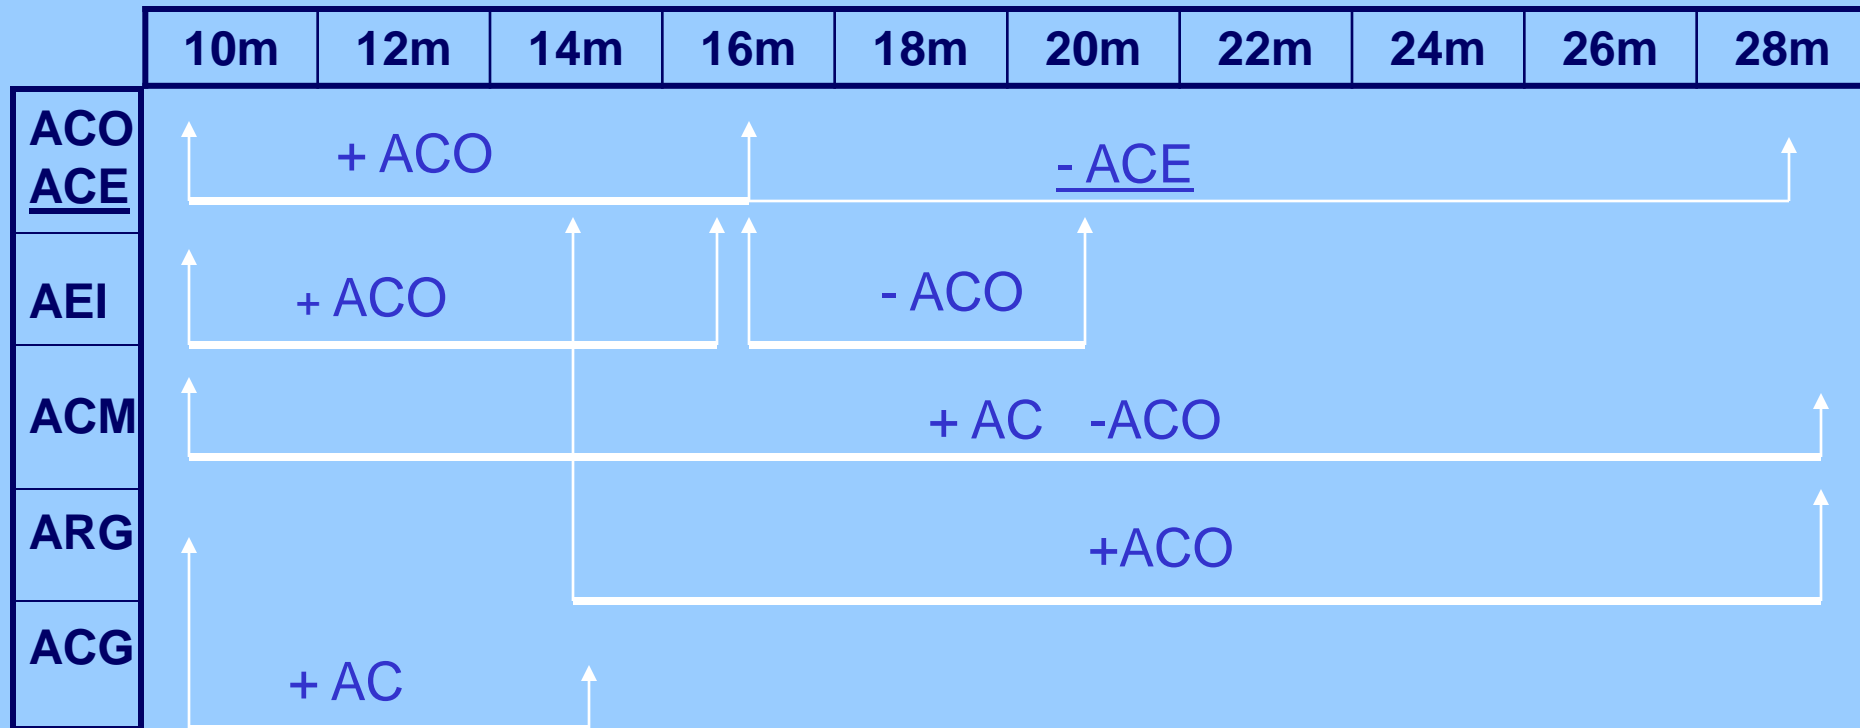 10m 12m 14m 16m 18m 20m 22m 24m 26m 28m
ACO
+ ACO
- ACE
ACE
AEI
+ ACO
- ACO
ACM
+ AC -ACO
ARG
+ACO
ACG
+ AC